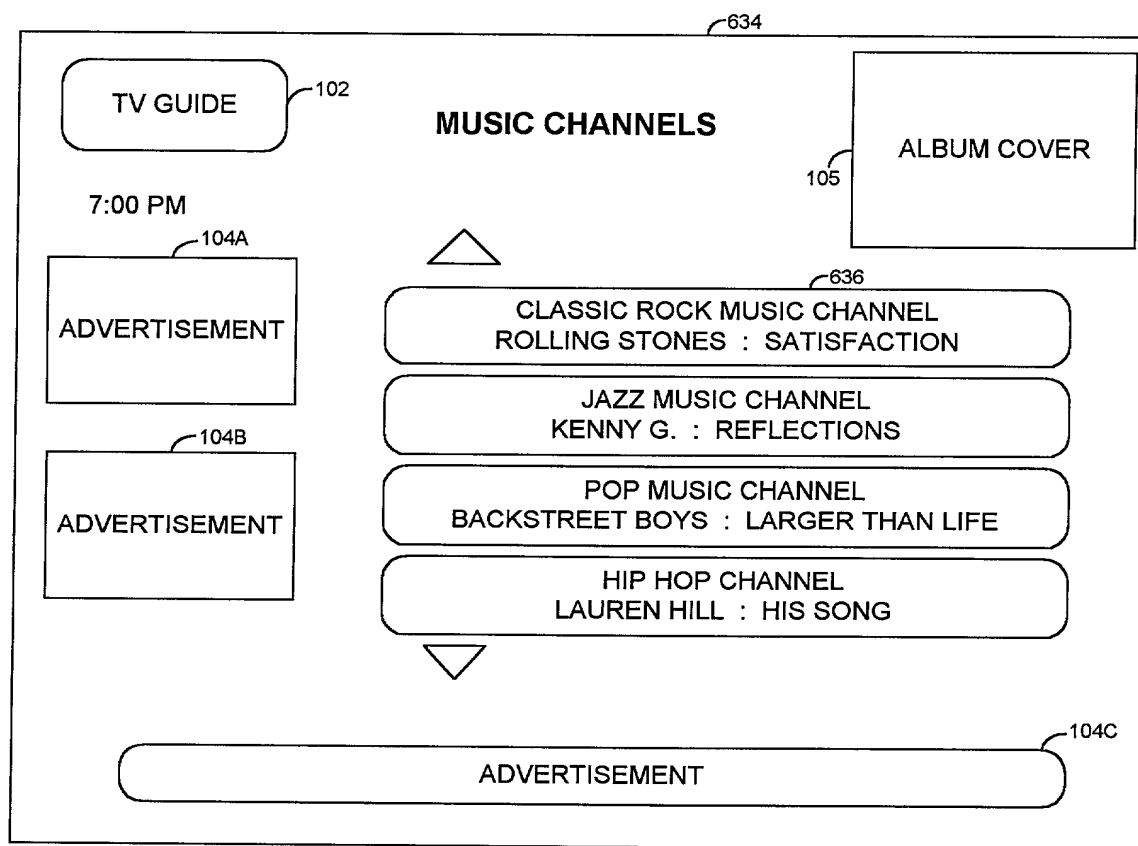 634
TV GUIDE
102
MUSIC CHANNELS
ALBUM COVER
105
7:00 PM
104A
ADVERTISEMENT
636
CLASSIC ROCK MUSIC CHANNEL
ROLLING STONES : SATISFACTION
JAZZ MUSIC CHANNEL
KENNY G. : REFLECTIONS
104B
ADVERTISEMENT
POP MUSIC CHANNEL
BACKSTREET BOYS : LARGER THAN LIFE
HIP HOP CHANNEL
LAUREN HILL : HIS SONG
104C
ADVERTISEMENT